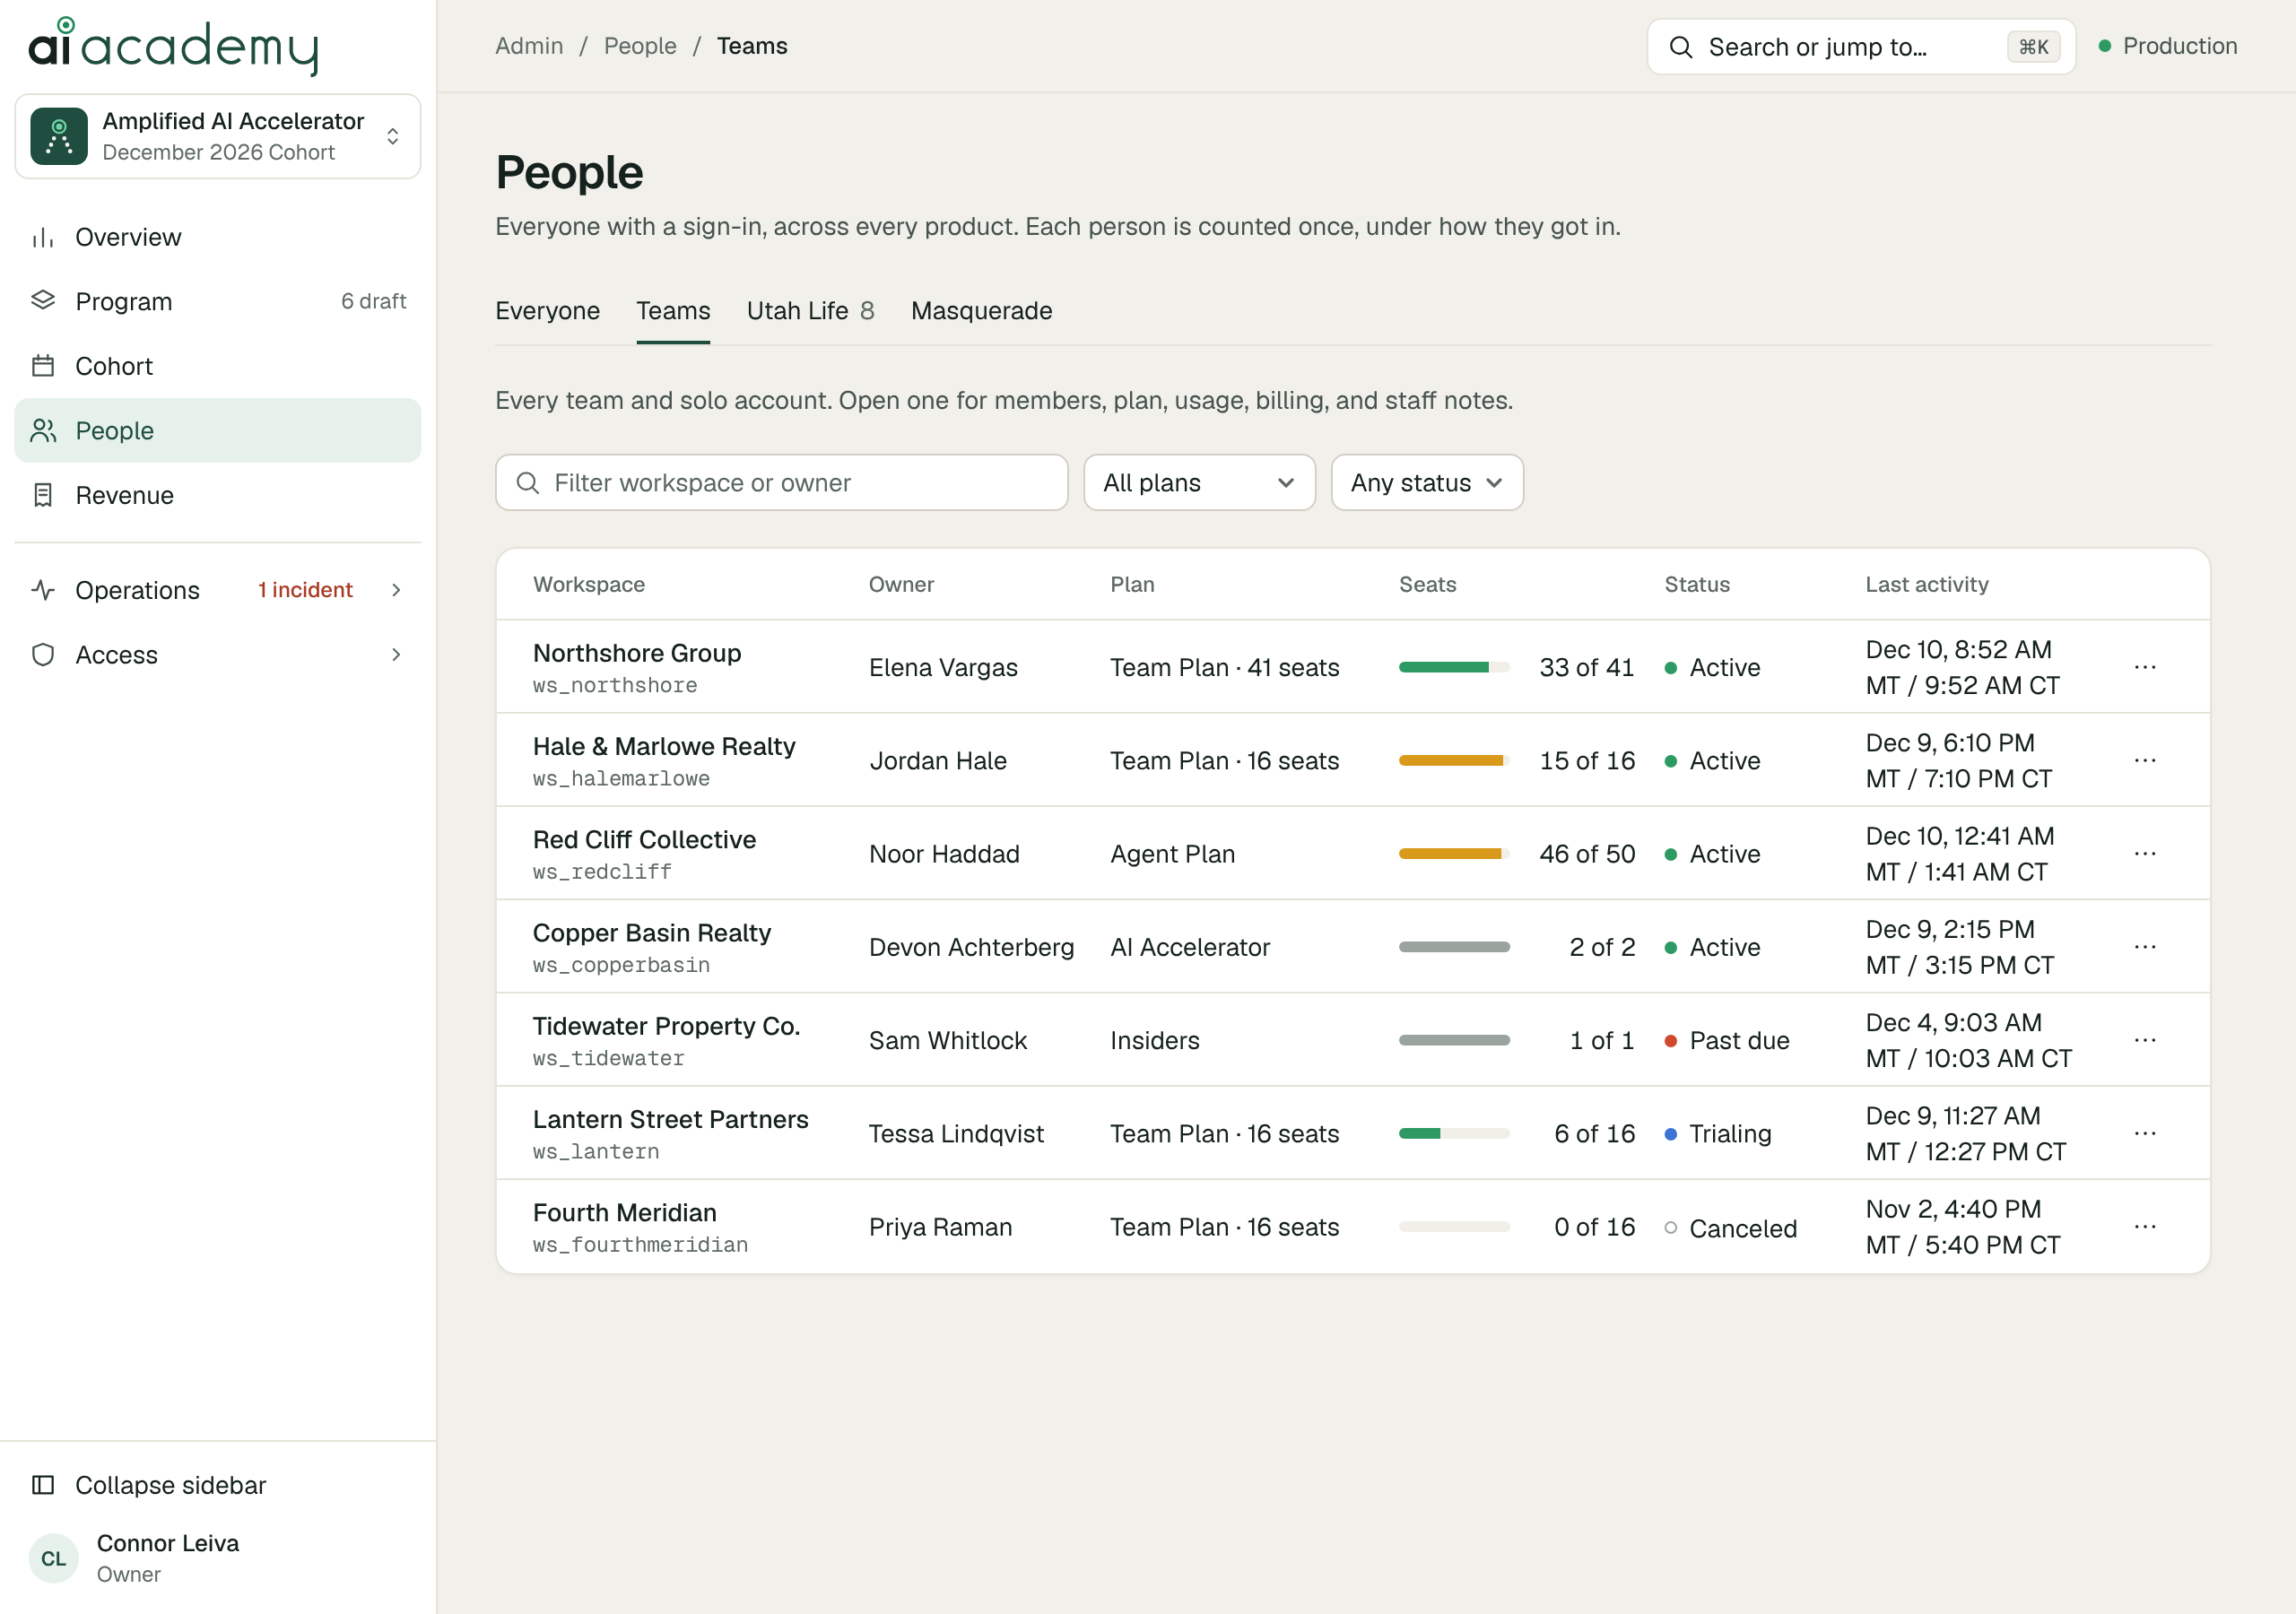 ai academy
Amplified AI Accelerator
December 2026 Cohort
Overview
Program 6 draft
Cohort
People
Revenue
Operations 1 incident
Access
Collapse sidebar
CL
Connor Leiva
Owner
Admin / People / Teams
Search or jump to... ⌘K
Production
People
Everyone with a sign-in, across every product. Each person is counted once, under how they got in.
Everyone Teams Utah Life 8 Masquerade
Every team and solo account. Open one for members, plan, usage, billing, and staff notes.
Filter workspace or owner All plans Any status
Workspace Owner Plan Seats Status Last activity
Northshore Group
ws_northshore
Elena Vargas Team Plan · 41 seats 33 of 41 Active
Dec 10, 8:52 AM
MT / 9:52 AM CT
Hale & Marlowe Realty
ws_halemarlowe
Jordan Hale Team Plan · 16 seats 15 of 16 Active
Dec 9, 6:10 PM
MT / 7:10 PM CT
Red Cliff Collective
ws_redcliff
Noor Haddad Agent Plan 46 of 50 Active
Dec 10, 12:41 AM
MT / 1:41 AM CT
Copper Basin Realty
ws_copperbasin
Devon Achterberg AI Accelerator 2 of 2 Active
Dec 9, 2:15 PM
MT / 3:15 PM CT
Tidewater Property Co.
ws_tidewater
Sam Whitlock Insiders 1 of 1 Past due
Dec 4, 9:03 AM
MT / 10:03 AM CT
Lantern Street Partners
ws_lantern
Tessa Lindqvist Team Plan · 16 seats 6 of 16 Trialing
Dec 9, 11:27 AM
MT / 12:27 PM CT
Fourth Meridian
ws_fourthmeridian
Priya Raman Team Plan · 16 seats 0 of 16 Canceled
Nov 2, 4:40 PM
MT / 5:40 PM CT